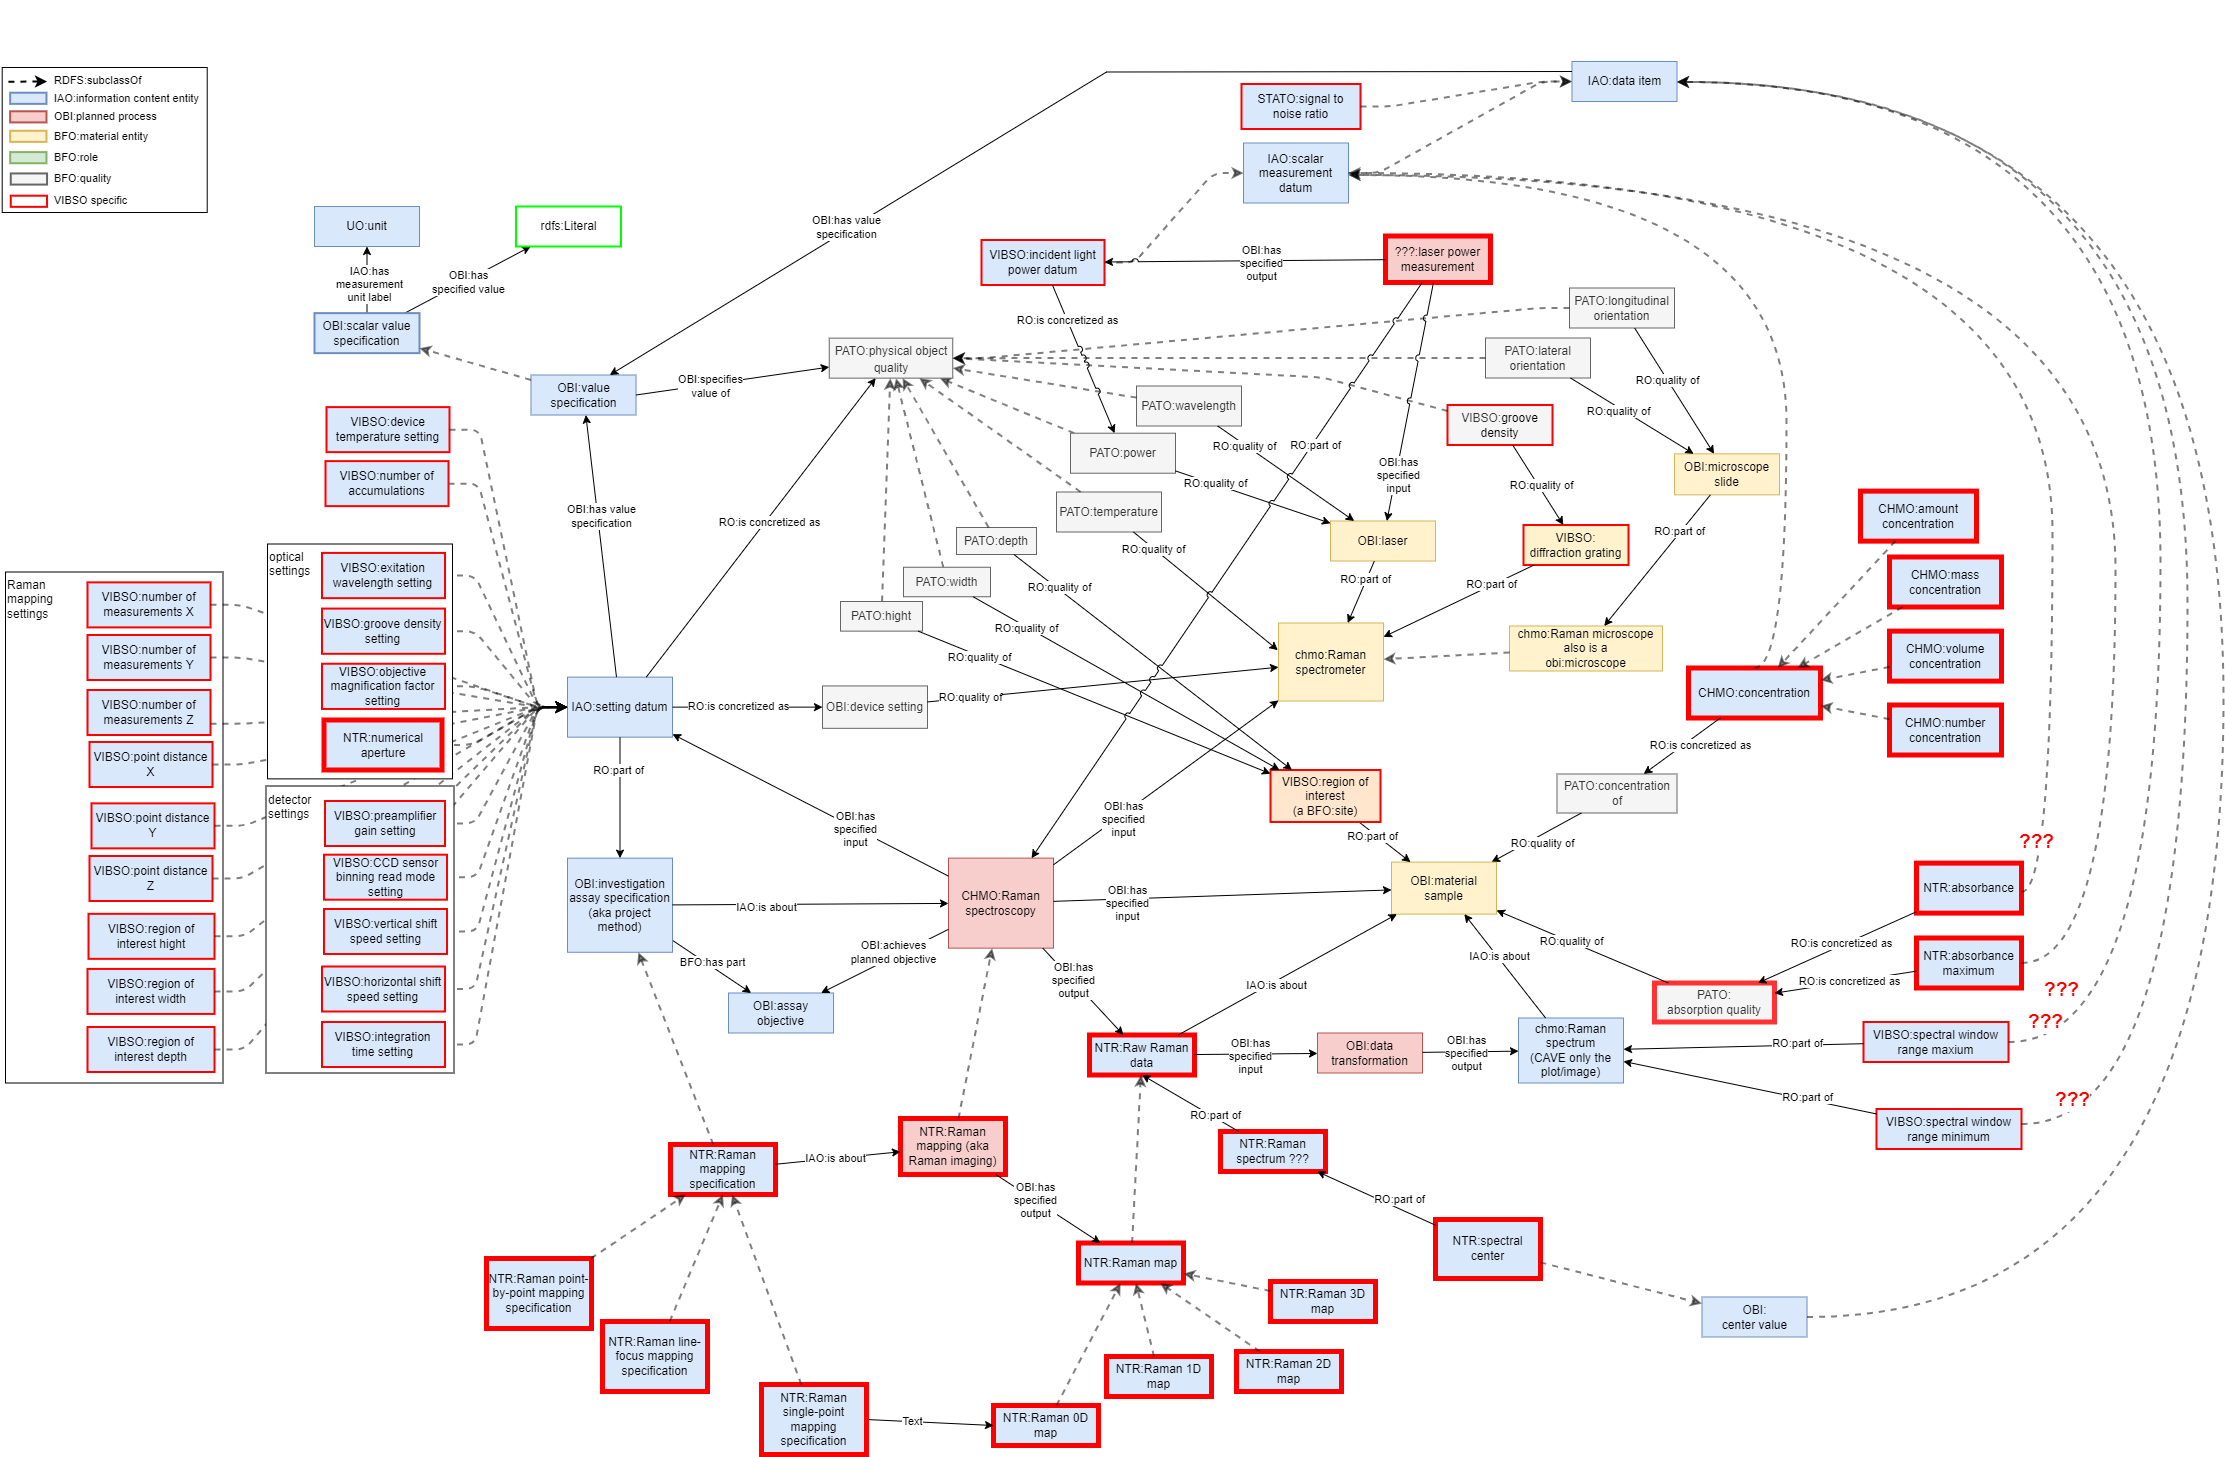 RDFS:subclassOf
IAO:information content entity
OBI:planned process
BFO:material entity
BFO:role
BFO:quality
VIBSO specific
IAO:data item
STATO:signal to
noise ratio
IAO:scalar
measurement
datum
UO:unit
rdfs:Literal
OBI:has value
specification
IAO:has
measurement
unit label
OBI:has
specified value
VIBSO:incident light
power datum
OBI:has
specified
output
???:laser power
measurement
OBI:scalar value
specification
RO:is concretized as
PATO:longitudinal
orientation
PATO:physical object
quality
PATO:lateral
orientation
OBI:value
specification
OBI:specifies
value of
RO:quality of
RO:quality of
PATO:wavelength
VIBSO:groove
density
VIBSO:device
temperature setting
VIBSO:number of
accumulations
PATO:power
RO:quality of
RO:part of
OBI:has
specified
input
RO:quality of
RO:quality of
OBI:microscope
slide
OBI:has value
specification
RO:is concretized as
PATO:temperature
RO:quality of
PATO:depth
OBI:laser
VIBSO:
diffraction grating
RO:part of
CHMO:amount
concentration
optical
settings
VIBSO:exitation
wavelength setting
VIBSO:groove density
setting
VIBSO:objective
magnification factor
setting
NTR:numerical
aperture
Raman
mapping
settings
VIBSO:number of
measurements X
VIBSO:number of
measurements Y
VIBSO:number of
measurements Z
VIBSO:point distance
X
VIBSO:point distance
Y
VIBSO:point distance
Z
VIBSO:region of
interest hight
VIBSO:region of
interest width
VIBSO:region of
interest depth
detector
settings
VIBSO:preamplifier
gain setting
VIBSO:CCD sensor
binning read mode
setting
VIBSO:vertical shift
speed setting
VIBSO:horizontal shift
speed setting
VIBSO:integration
time setting
PATO:width
PATO:hight
RO:quality of
RO:quality of
RO:quality of
RO:part of
RO:part of
CHMO:mass
concentration
chmo:Raman
spectrometer
chmo:Raman microscope
also is a
obi:microscope
CHMO:volume
concentration
CHMO:concentration
CHMO:number
concentration
IAO:setting datum
RO:is concretized as
OBI:device setting
RO:quality of
RO:is concretized as
RO:part of
VIBSO:region of
interest
(a BFO:site)
PATO:concentration
of
OBI:has
specified
input
OBI:has
specified
input
RO:part of
RO:quality of
???
OBI:investigation
assay specification
(aka project
method)
IAO:is about
CHMO:Raman
spectroscopy
OBI:has
specified
input
OBI:material
sample
NTR:absorbance
BFO:has part
OBI:achieves
planned objective
OBI:has
specified
output
RO:quality of
IAO:is about
RO:is concretized as
NTR:absorbance
maximum
RO:is concretized as
OBI:assay
objective
IAO:is about
PATO:
absorption quality
???
???
NTR:Raw Raman
data
OBI:has
specified
input
OBI:data
transformation
OBI:has
specified
output
chmo:Raman
spectrum
(CAVE only the
plot/image)
RO:part of
VIBSO:spectral window
range maxium
RO:part of
???
VIBSO:spectral window
range minimum
RO:part of
NTR:Raman
mapping
specification
IAO:is about
NTR:Raman
mapping (aka
Raman imaging)
NTR:Raman
spectrum ???
OBI:has
specified
output
RO:part of
NTR:spectral
center
NTR:Raman map
NTR:Raman point-
by-point mapping
specification
NTR:Raman 3D
map
OBI:
center value
NTR:Raman line-
focus mapping
specification
NTR:Raman 1D
map
NTR:Raman 2D
map
NTR:Raman
single-point
mapping
specification
Text
NTR:Raman 0D
map